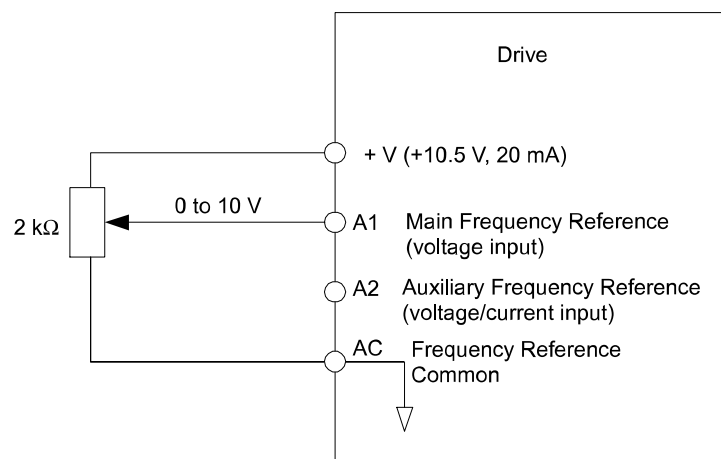 Drive
+ V (+10.5 V, 20 mA)
0 to 10 V
2 kΩ
A1 Main Frequency Reference
(voltage input)
A2 Auxiliary Frequency Reference
(voltage/current input)
AC Frequency Reference
Common